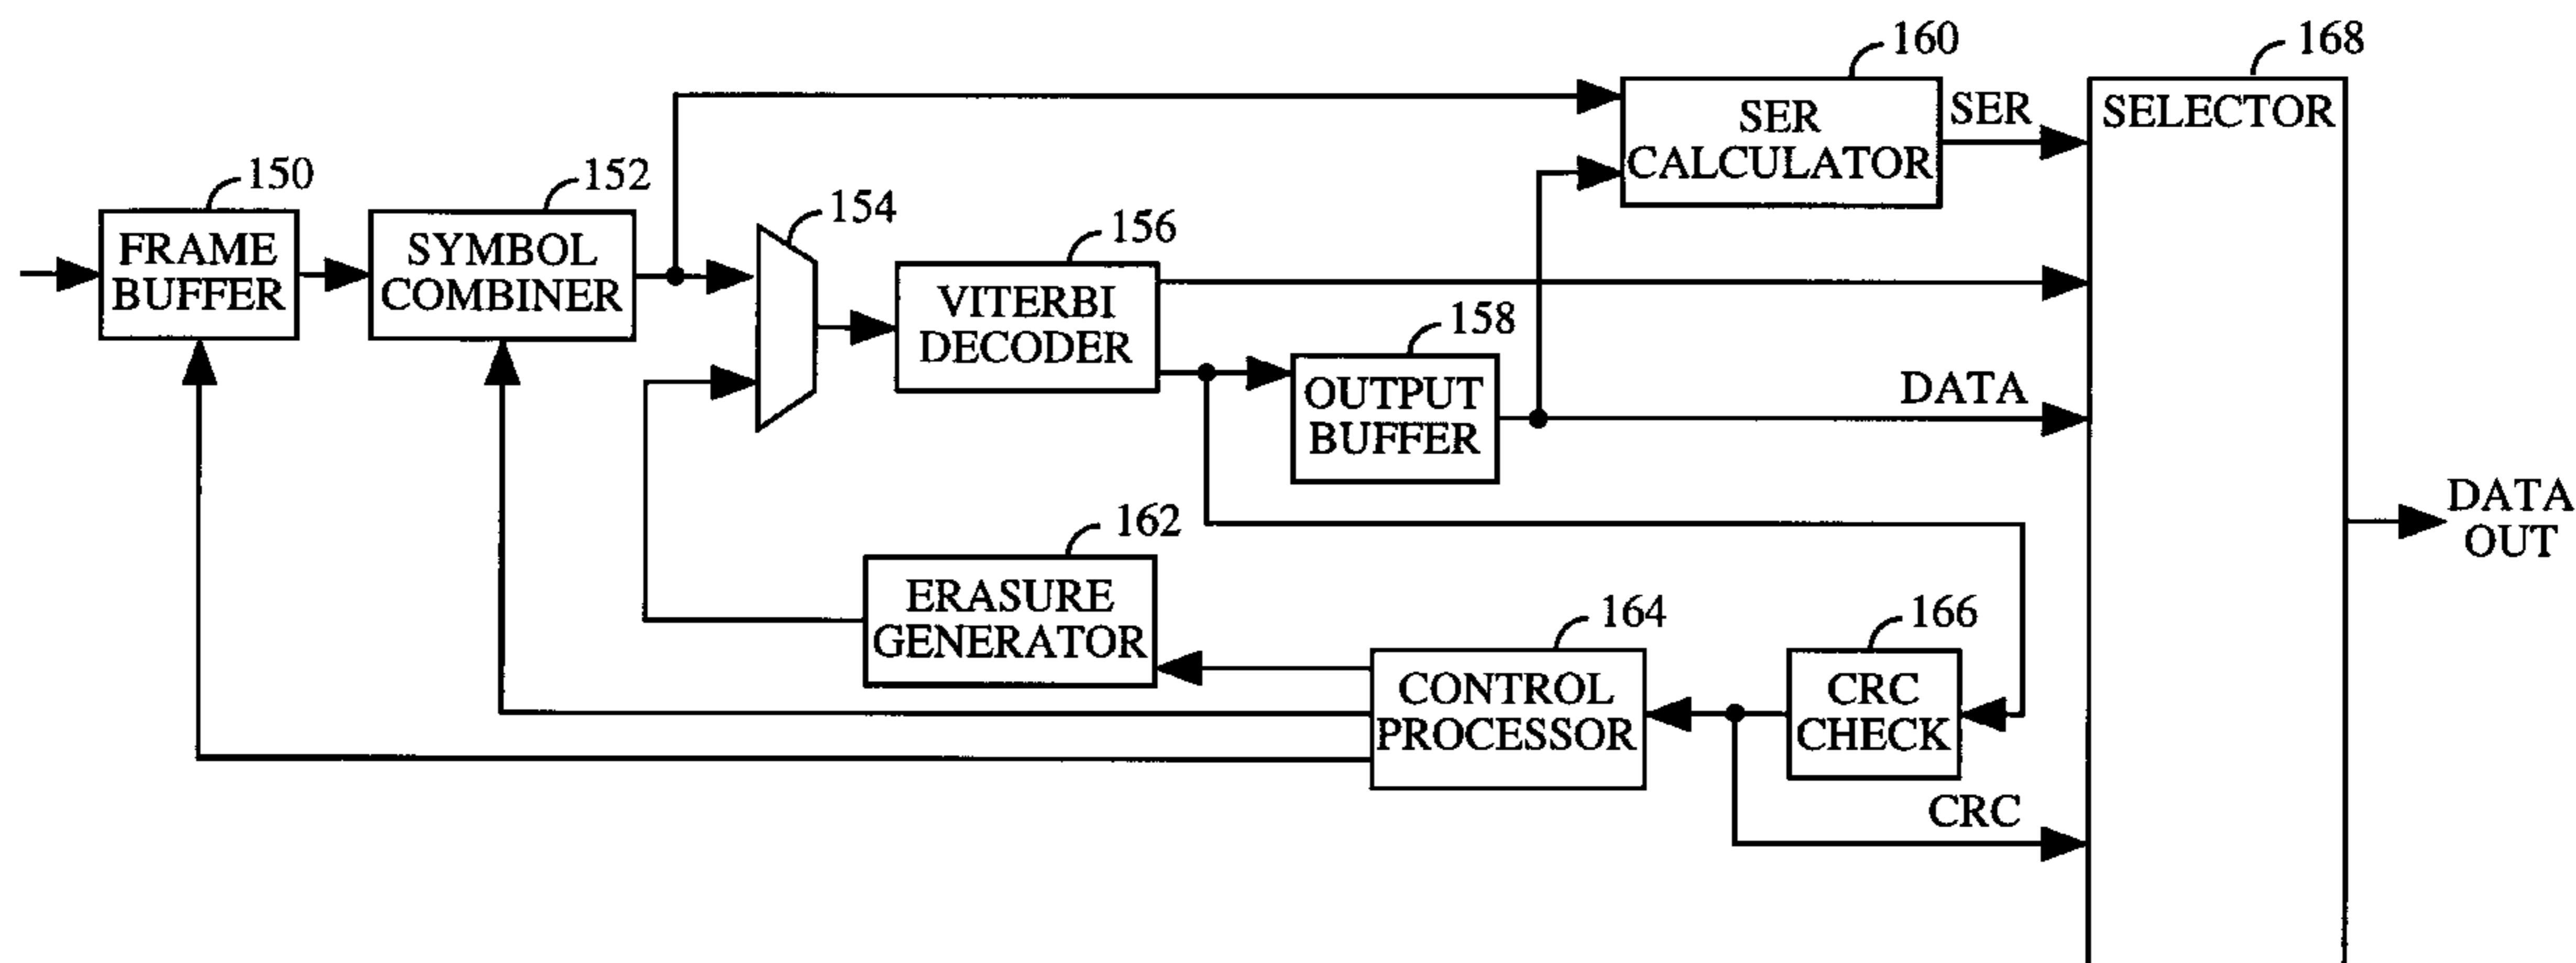 160
168
SER
CALCULATOR
SER
SELECTOR
150
152
154
156
FRAME
BUFFER
SYMBOL
COMBINER
VITERBI
DECODER
158
OUTPUT
BUFFER
DATA
DATA
OUT
162
ERASURE
GENERATOR
164
166
CONTROL
PROCESSOR
CRC
CHECK
CRC